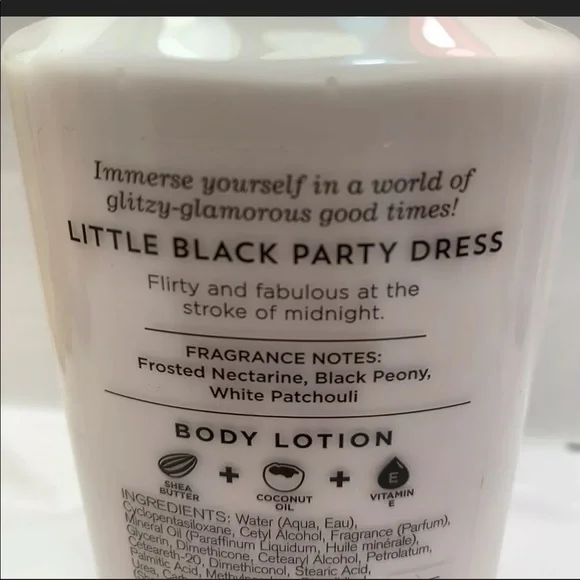 Immerse yourself in a world of
glitzy-glamorous good times!
LITTLE BLACK PARTY DRESS
Flirty and fabulous at the
stroke of midnight.
FRAGRANCE NOTES:
Frosted Nectarine, Black Peony,
White Patchouli
BODY LOTION
+ +
E
SHEA
BUTTER
COCONUT
OIL
VITAMIN
E
INGREDIENTS: Water (Aqua, Eau),
Cyclopentasiloxane, Cetyl Alcohol, Fragrance (Parfum),
Mineral Oil (Paraffinum Liquidum, Huile minérale),
Glycerin, Dimethicone, Cetearyl Alcohol, Petrolatum,
Ceteareth-20, Dimethiconol, Stearic Acid,
Palmitic Acid,
Urea,